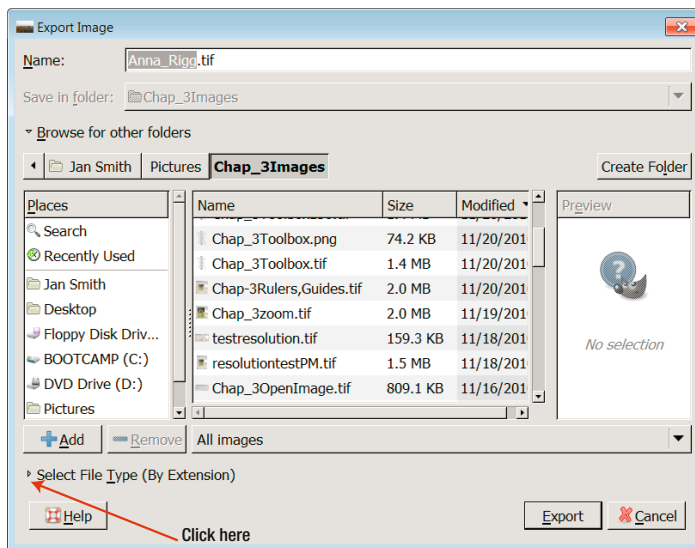 Export Image
Name: Anna_Rigg.tif
Save in folder: Chap_3Images
Browse for other folders
Jan Smith Pictures Chap_3Images Create Folder
Places Name Size Modified Preview
Search
Recently Used
Jan Smith
Desktop
Floppy Disk Driv...
BOOTCAMP (C:)
DVD Drive (D:)
Pictures
Chap_3Toolbox.png 74.2 KB 11/20/201
Chap_3Toolbox.tif 1.4 MB 11/20/201
Chap-3Rulers,Guides.tif 2.0 MB 11/20/201
Chap_3zoom.tif 2.0 MB 11/19/201
testresolution.tif 159.3 KB 11/18/201
resolutiontestPM.tif 1.5 MB 11/18/201
Chap_3OpenImage.tif 809.1 KB 11/16/201
No selection
Add Remove All images
Select File Type (By Extension)
Help Export Cancel
Click here